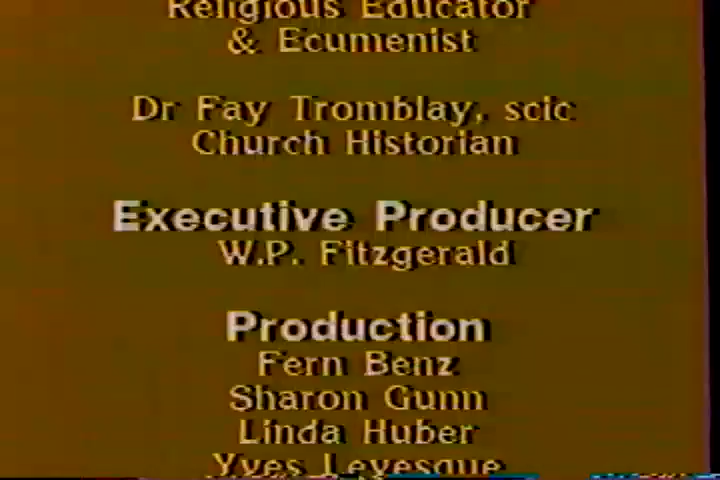 Religious Educator
& Ecumenist
Dr Fay Tromblay, scic
Church Historian
Executive Producer
W.P. Fitzgerald
Production
Fern Benz
Sharon Gunn
Linda Huber
Yves Levesque